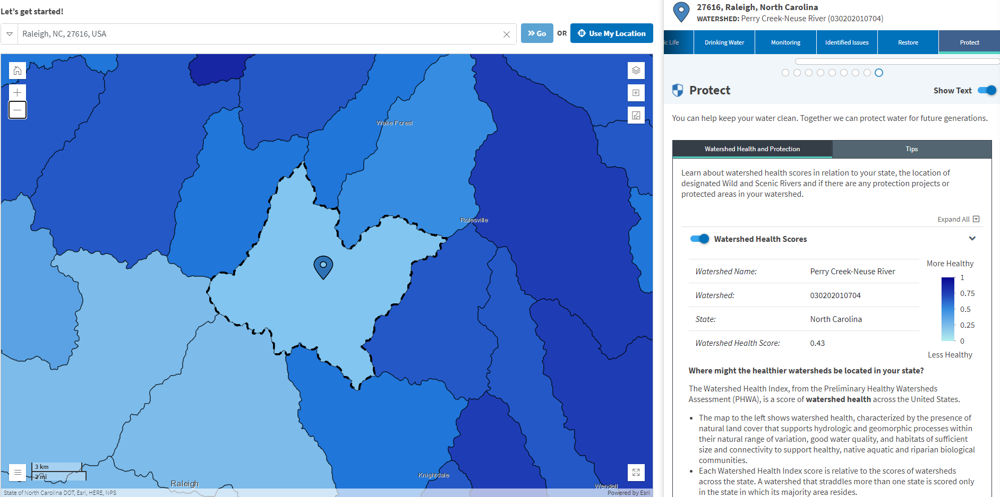 Let's get started!
Raleigh, NC, 27616, USA
Go
OR
Use My Location
Wake Forest
Rolesville
Knightdale
Wendell
Raleigh
3 km
2 mi
State of North Carolina DOT, Esri, HERE, NPS
Powered by Esri
27616, Raleigh, North Carolina
WATERSHED: Perry Creek-Neuse River (030202010704)
ic Life
Drinking Water
Monitoring
Identified Issues
Restore
Protect
Protect
Show Text
You can help keep your water clean. Together we can protect water for future generations.
Watershed Health and Protection
Tips
Learn about watershed health scores in relation to your state, the location of
designated Wild and Scenic Rivers and if there are any protection projects or
protected areas in your watershed.
Expand All
Watershed Health Scores
Watershed Name: Perry Creek-Neuse River
Watershed: 030202010704
State: North Carolina
Watershed Health Score: 0.43
More Healthy
1
0.75
0.5
0.25
0
Less Healthy
Where might the healthier watersheds be located in your state?
The Watershed Health Index, from the Preliminary Healthy Watersheds
Assessment (PHWA), is a score of watershed health across the United States.
• The map to the left shows watershed health, characterized by the presence of
natural land cover that supports hydrologic and geomorphic processes within
their natural range of variation, good water quality, and habitats of sufficient
size and connectivity to support healthy, native aquatic and riparian biological
communities.
• Each Watershed Health Index score is relative to the scores of watersheds
across the state. A watershed that straddles more than one state is scored only
in the state in which its majority area resides.